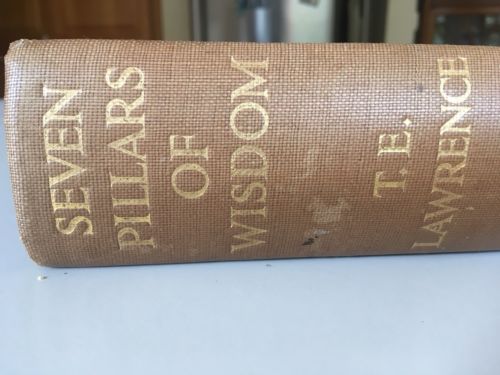 SEVEN
PILLARS
OF
WISDOM
T. E.
LAWRENCE